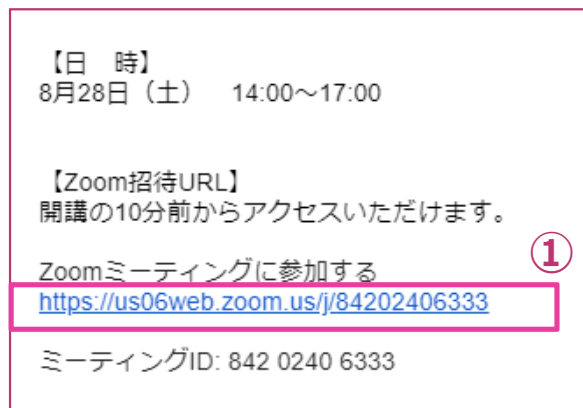 【日　時】
8月28日（土）　14:00～17:00
【Zoom招待URL】
開講の10分前からアクセスいただけます。
①
Zoomミーティングに参加する
https://us06web.zoom.us/j/84202406333
ミーティングID: 842 0240 6333